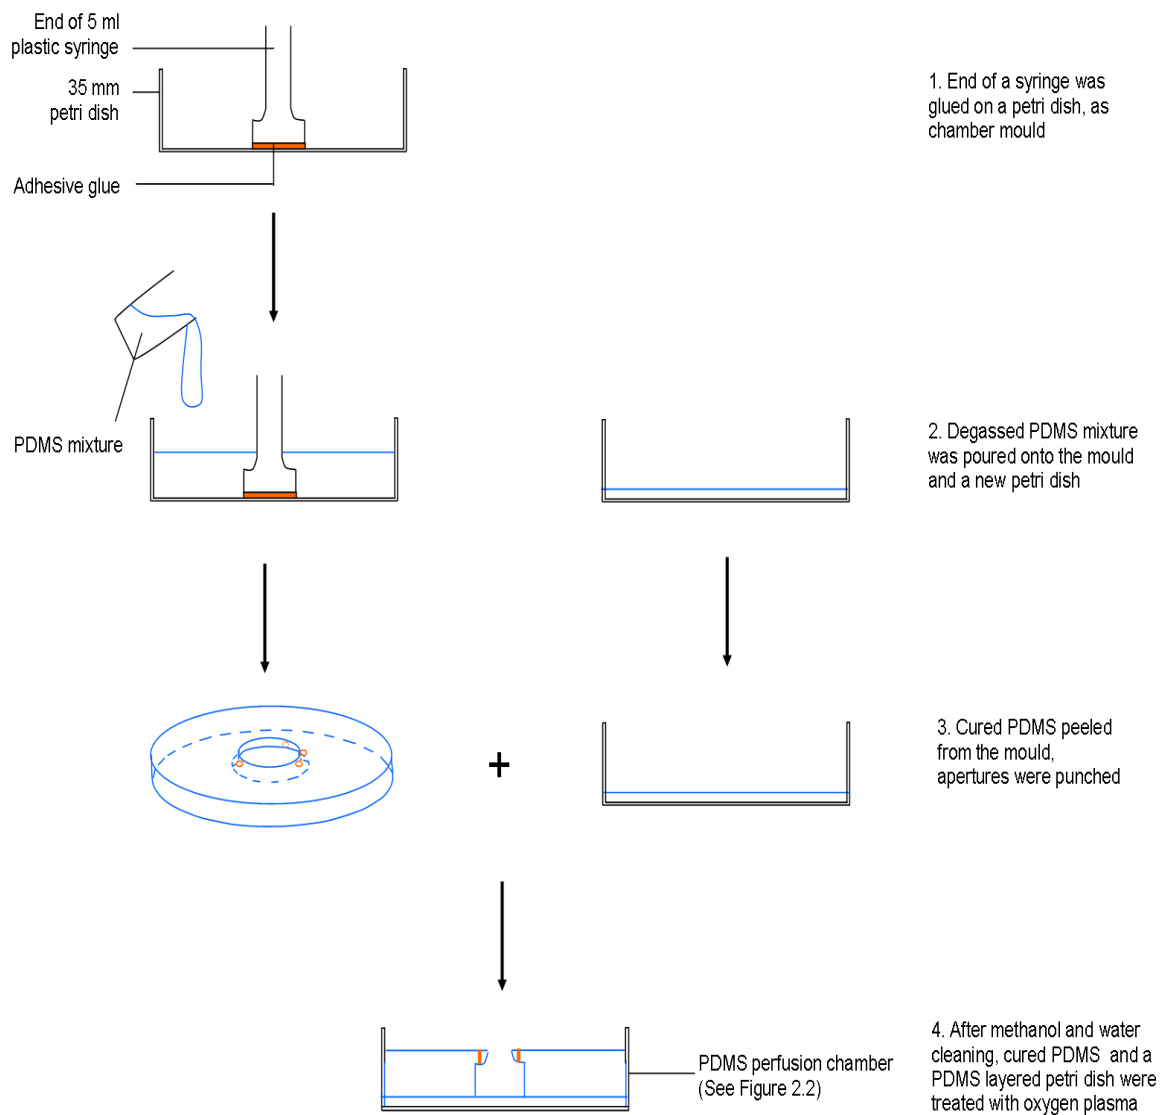 End of 5 ml
plastic syringe
35 mm
petri dish
Adhesive glue
1. End of a syringe was
glued on a petri dish, as
chamber mould
PDMS mixture
2. Degassed PDMS mixture
was poured onto the mould
and a new petri dish
+
3. Cured PDMS peeled
from the mould,
apertures were punched
PDMS perfusion chamber
(See Figure 2.2)
4. After methanol and water
cleaning, cured PDMS and a
PDMS layered petri dish were
treated with oxygen plasma